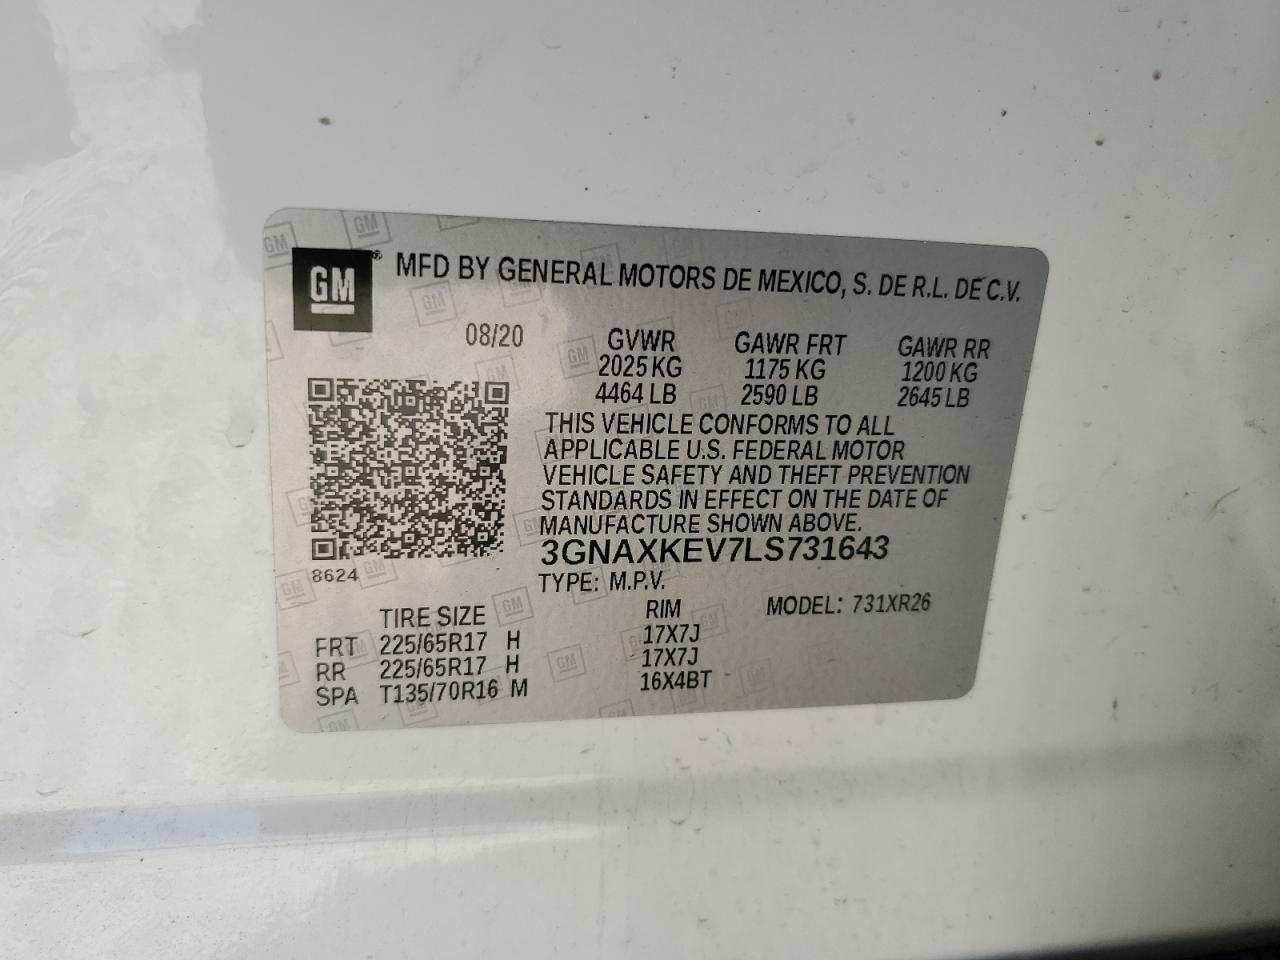 GM
MFD BY GENERAL MOTORS DE MEXICO, S. DE R.L. DE C.V.
08/20
GVWR GAWR FRT GAWR RR
2025 KG 1175 KG 1200 KG
4464 LB 2590 LB 2645 LB
THIS VEHICLE CONFORMS TO ALL
APPLICABLE U.S. FEDERAL MOTOR
VEHICLE SAFETY AND THEFT PREVENTION
STANDARDS IN EFFECT ON THE DATE OF
MANUFACTURE SHOWN ABOVE.
3GNAXKEV7LS731643
8624
TYPE: M.P.V.
TIRE SIZE RIM MODEL: 731XR26
FRT 225/65R17 H 17X7J
RR 225/65R17 H 17X7J
SPA T135/70R16 M 16X4BT